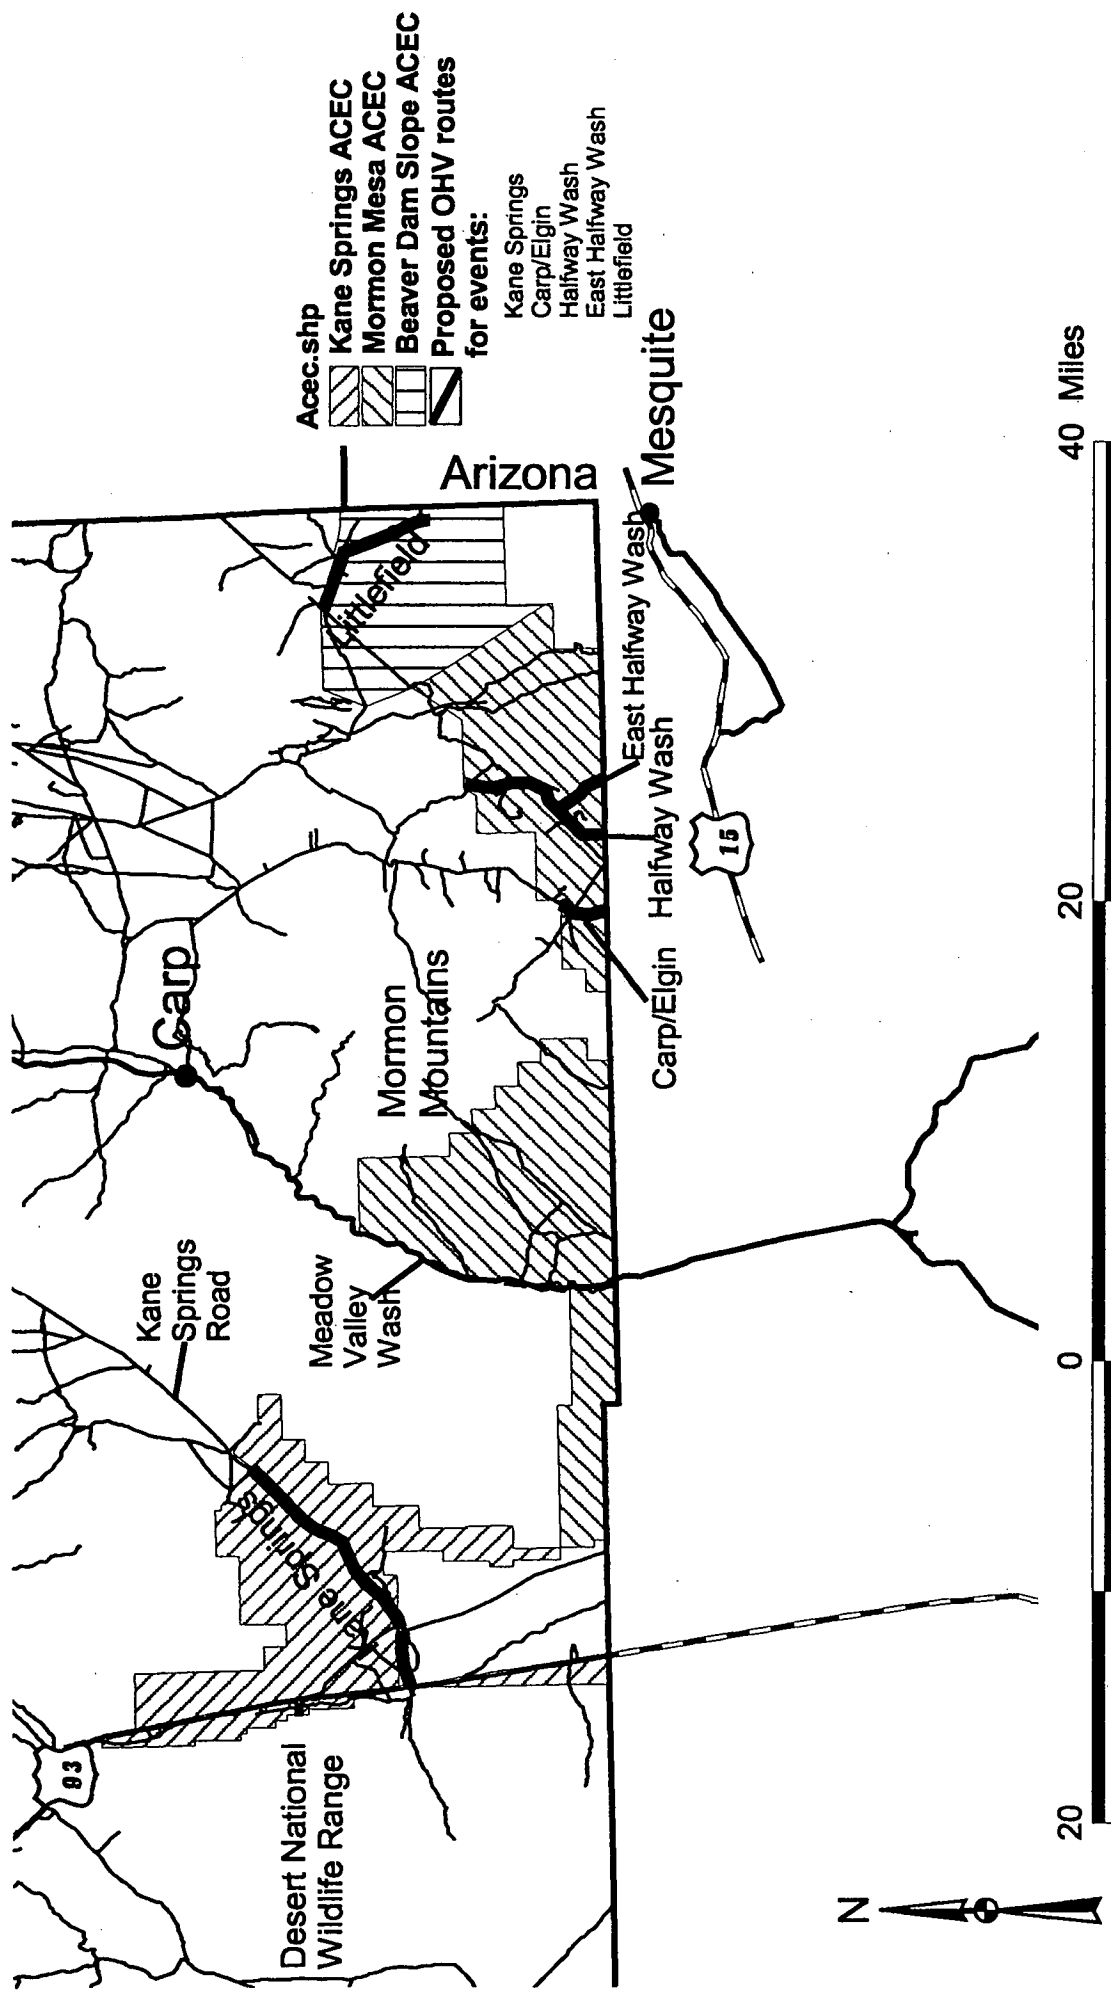 Acec.shp
Kane Springs ACEC
Mormon Mesa ACEC
Beaver Dam Slope ACEC
Proposed OHV routes
for events:
Kane Springs
Carp/Elgin
Halfway Wash
East Halfway Wash
Littlefield
93
Kane
Springs
Road
Carp
Desert National
Wildlife Range
Kane Springs
Meadow
Valley
Wash
Mormon
Mountains
Littlefield
Arizona
Carp/Elgin
Halfway Wash
East Halfway Wash
Mesquite
15
N
20
0
20
40 Miles